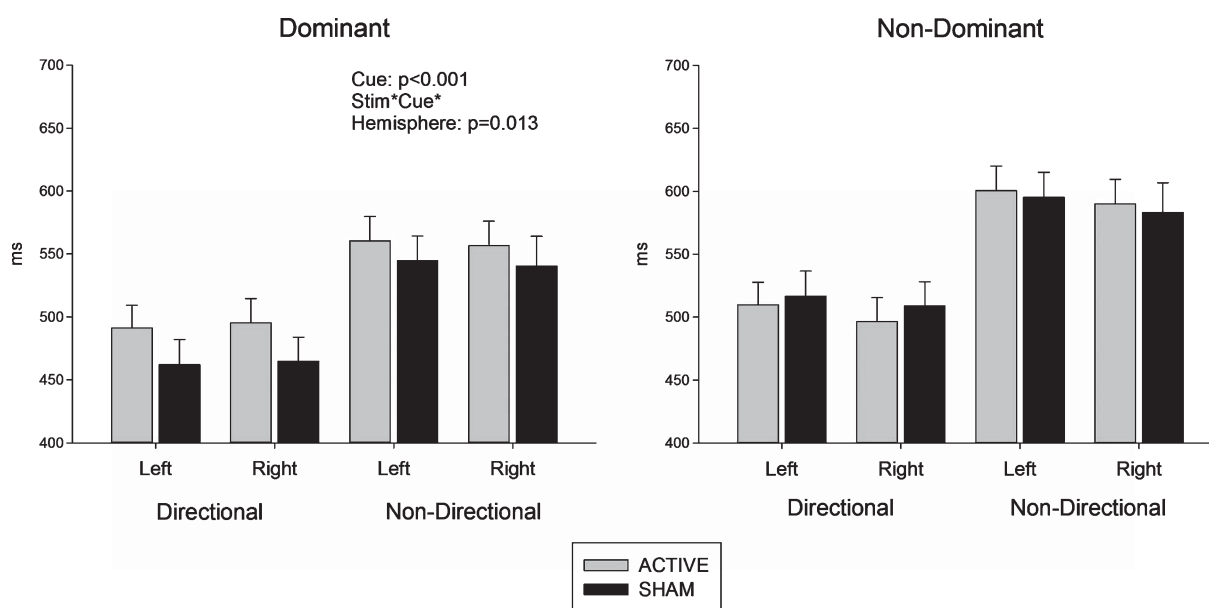 Dominant
Non-Dominant
700
650
600
550
500
450
400
ms
Cue: p<0.001
Stim*Cue*
Hemisphere: p=0.013
Left
Right
Left
Right
Directional
Non-Directional
700
650
600
550
500
450
400
ms
Left
Right
Left
Right
Directional
Non-Directional
ACTIVE
SHAM